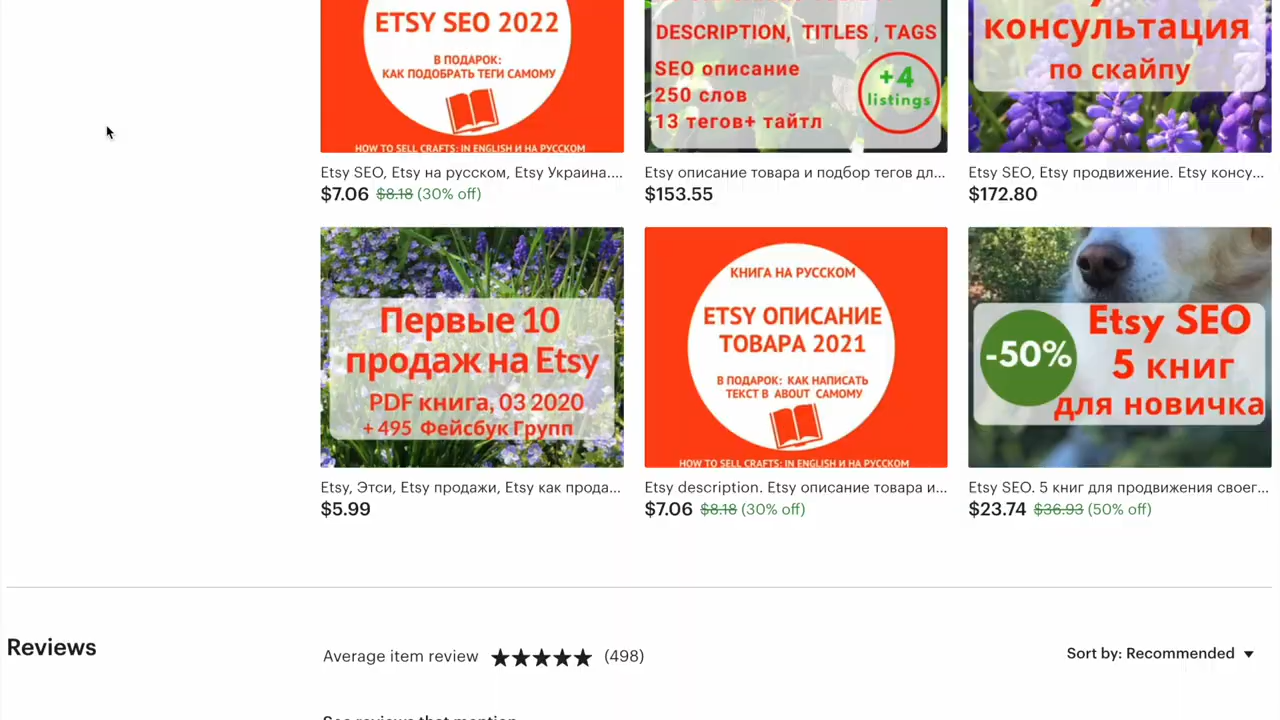 ETSY SEO 2022
В ПОДАРОК:
КАК ПОДОБРАТЬ ТЕГИ САМОМУ
HOW TO SELL CRAFTS: IN ENGLISH И НА РУССКОМ
DESCRIPTION, TITLES , TAGS
SEO описание
250 слов
13 тегов+ тайтл
+4
listings
консультация
по скайпу
Etsy SEO, Etsy на русском, Etsy Украина....
$7.06 $8.18 (30% off)
Etsy описание товара и подбор тегов дл...
$153.55
Etsy SEO, Etsy продвижение. Etsy консу...
$172.80
Первые 10
продаж на Etsy
PDF книга, 03 2020
+ 495 Фейсбук Групп
КНИГА НА РУССКОМ
ETSY ОПИСАНИЕ
ТОВАРА 2021
В ПОДАРОК: КАК НАПИСАТЬ
ТЕКСТ В ABOUT САМОМУ
HOW TO SELL CRAFTS: IN ENGLISH И НА РУССКОМ
-50%
Etsy SEO
5 книг
для новичка
Etsy, Этси, Etsy продажи, Etsy как прода...
$5.99
Etsy description. Etsy описание товара и...
$7.06 $8.18 (30% off)
Etsy SEO. 5 книг для продвижения своег...
$23.74 $36.93 (50% off)
Reviews
Average item review
(498)
Sort by: Recommended
See reviews that mention